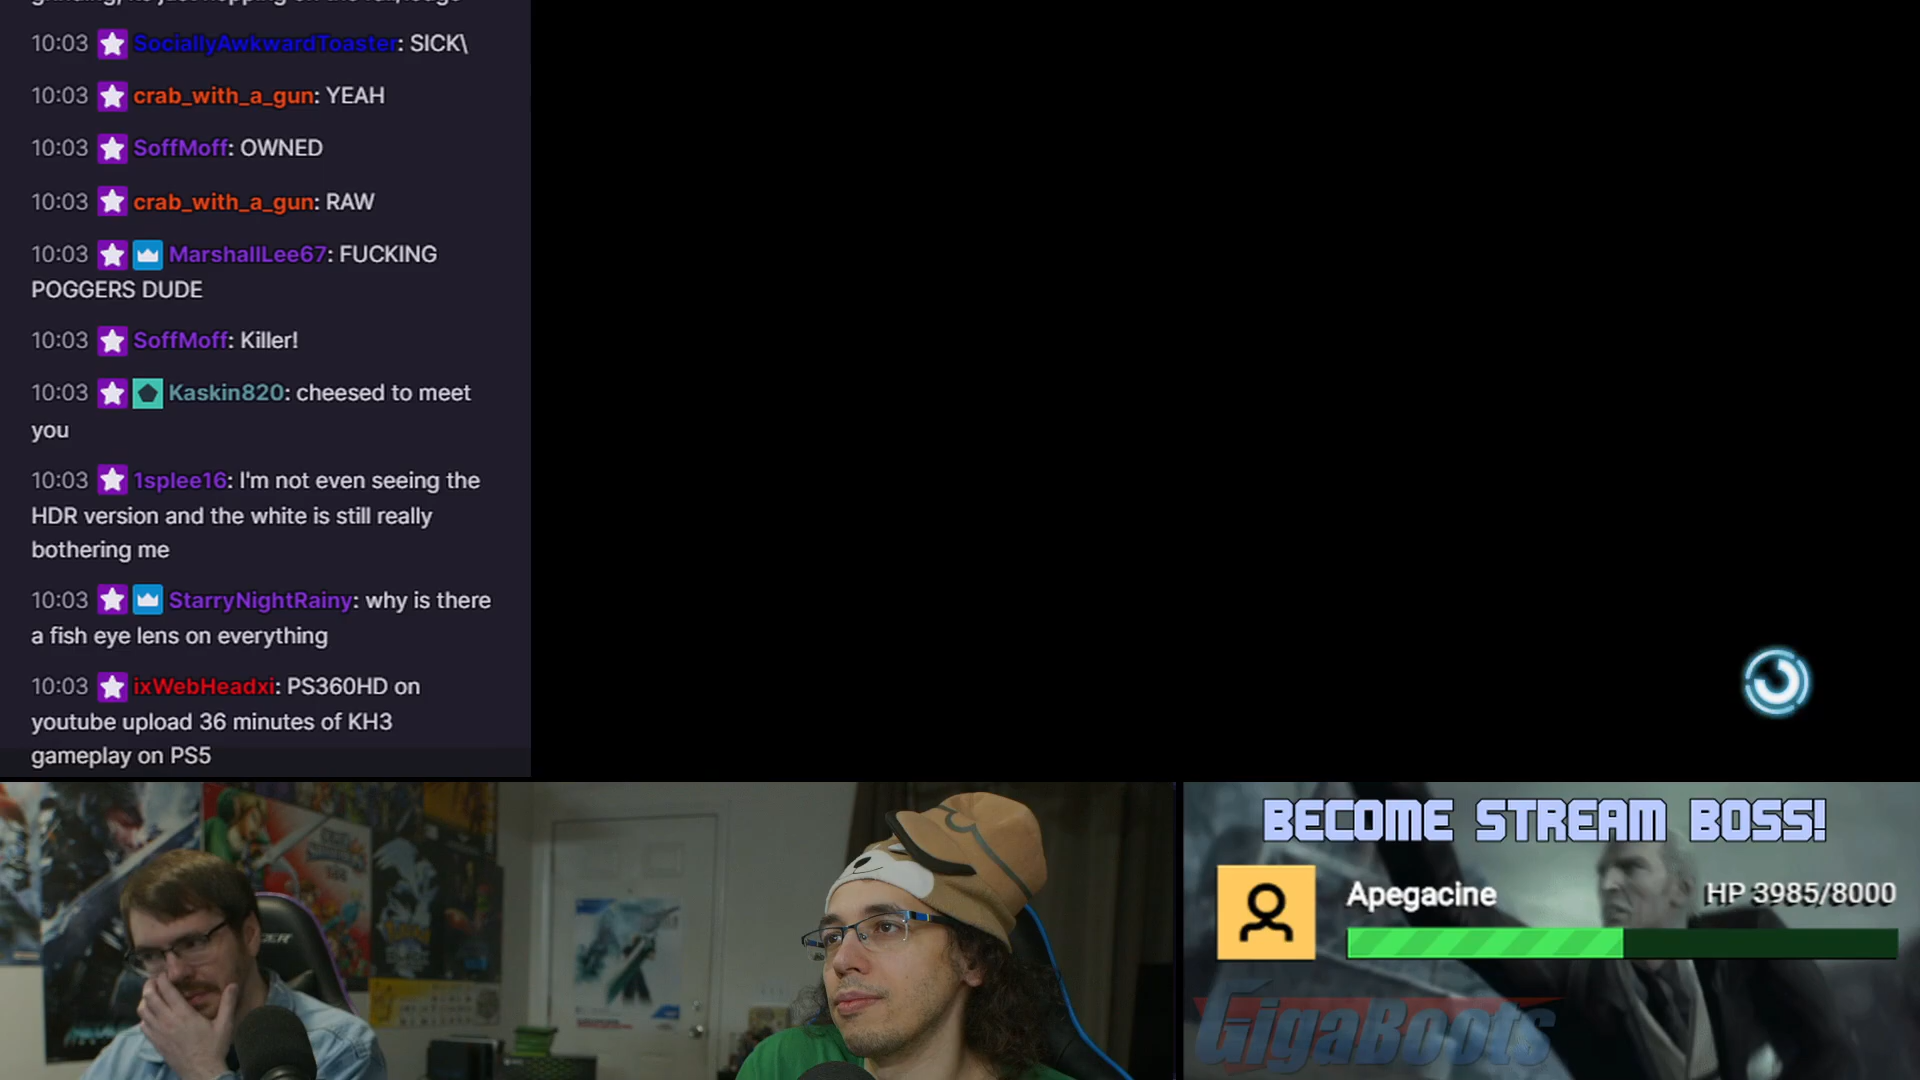 10:03 SociallyAwkwardToaster: SICK\
10:03 crab_with_a_gun: YEAH
10:03 SoffMoff: OWNED
10:03 crab_with_a_gun: RAW
10:03 MarshallLee67: FUCKING
POGGERS DUDE
10:03 SoffMoff: Killer!
10:03 Kaskin820: cheesed to meet
you
10:03 1splee16: I'm not even seeing the
HDR version and the white is still really
bothering me
10:03 StarryNightRainy: why is there
a fish eye lens on everything
10:03 ixWebHeadxi: PS360HD on
youtube upload 36 minutes of KH3
gameplay on PS5
BECOME STREAM BOSS!
Apegacine HP 3985/8000
GigaBoots